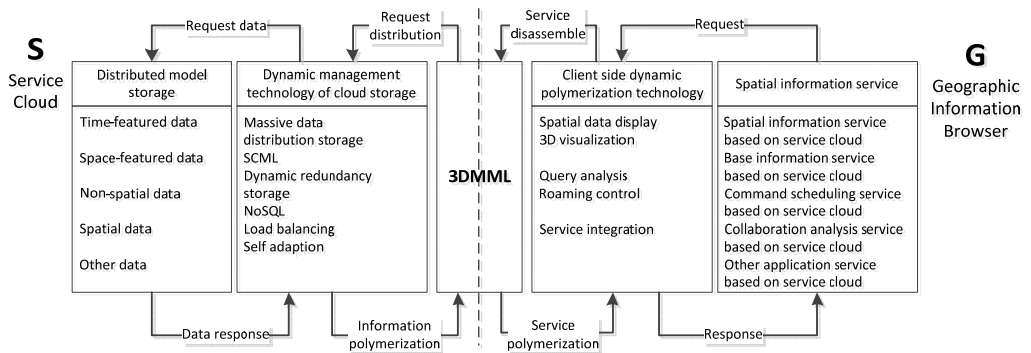 Request data
Request
distribution
Service
disassemble
Request
S
Service
Cloud
Distributed model
storage
Time-featured data
Space-featured data
Non-spatial data
Spatial data
Other data
Dynamic management
technology of cloud storage
Massive data
distribution storage
SCML
Dynamic redundancy
storage
NoSQL
Load balancing
Self adaption
3DMML
Client side dynamic
polymerization technology
Spatial data display
3D visualization
Query analysis
Roaming control
Service integration
Spatial information service
Spatial information service
based on service cloud
Base information service
based on service cloud
Command scheduling service
based on service cloud
Collaboration analysis service
based on service cloud
Other application service
based on service cloud
G
Geographic
Information
Browser
Data response
Information
polymerization
Service
polymerization
Response